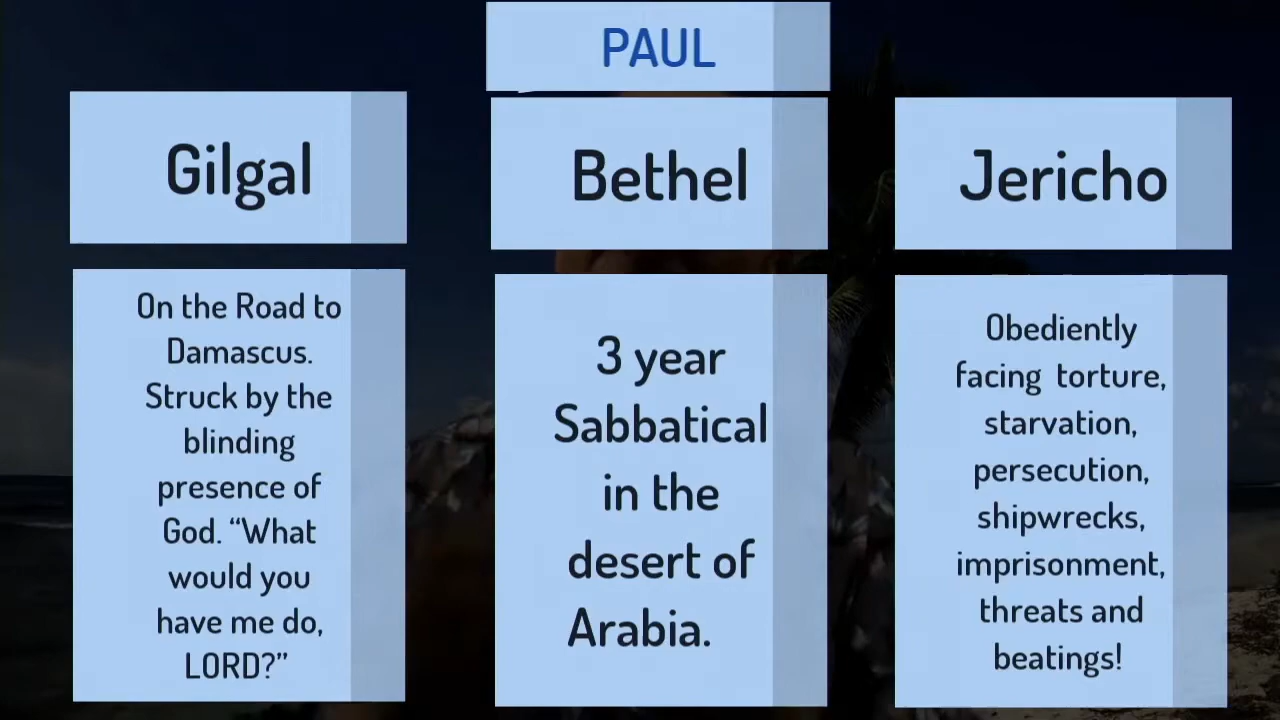 PAUL
Gilgal
Bethel
Jericho
On the Road to
Damascus.
Struck by the
blinding
presence of
God. “What
would you
have me do,
LORD?”
3 year
Sabbatical
in the
desert of
Arabia.
Obediently
facing  torture,
starvation,
persecution,
shipwrecks,
imprisonment,
threats and
beatings!